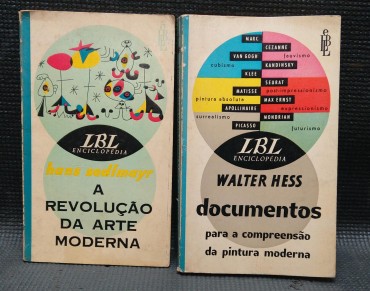 LBL
ENCICLOPÉDIA
hans sedlmayr
A
REVOLUÇÃO
DA ARTE
MODERNA
MARC
CEZANNE
VAN GOGH
fauvismo
cubismo
KANDINSKY
KLEE
SEURAT
MATISSE
post-impressionismo
pintura absoluta
MAX ERNST
APOLLINAIRE
expressionismo
surrealismo
MONDRIAN
PICASSO
futurismo
LBL
ENCICLOPÉDIA
WALTER HESS
documentos
para a compreensão
da pintura moderna